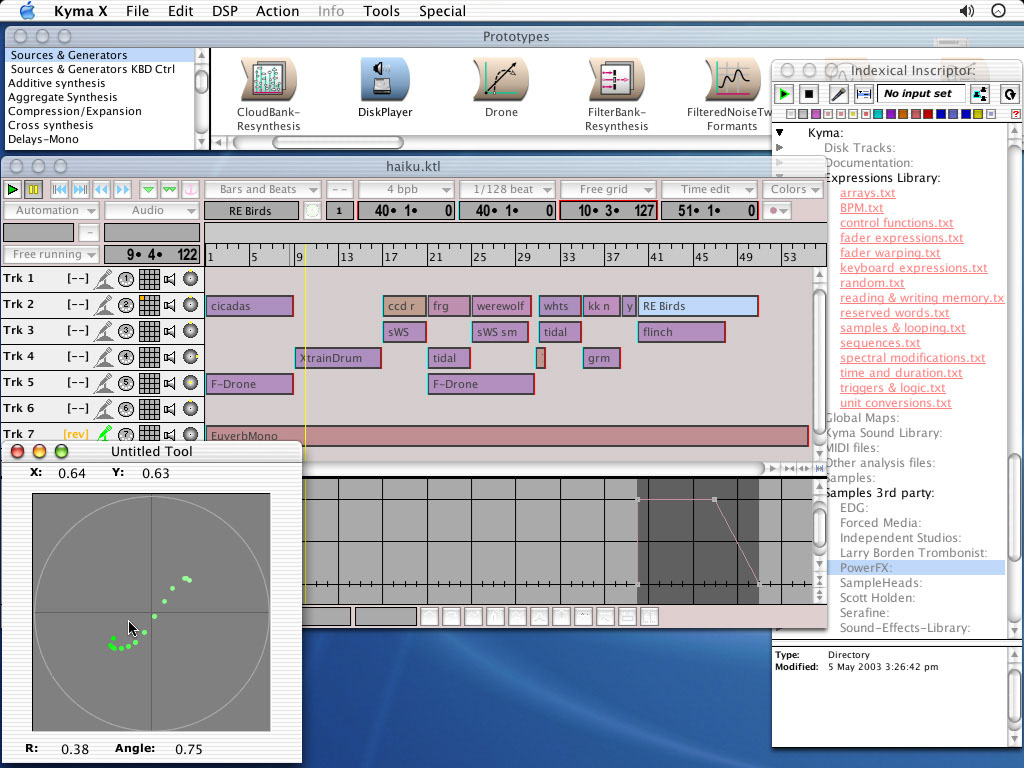 Kyma X File Edit DSP Action Info Tools Special
Prototypes
Sources & Generators
Sources & Generators KBD Ctrl
Additive synthesis
Aggregate Synthesis
Compression/Expansion
Cross synthesis
Delays-Mono
CloudBank-
Resynthesis
DiskPlayer
Drone
FilterBank-
Resynthesis
FilteredNoiseTw
Formants
Indexical Inscriptor:
No input set
?
Kyma:
Disk Tracks:
Documentation:
Expressions Library:
arrays.txt
BPM.txt
control functions.txt
fader expressions.txt
fader warping.txt
keyboard expressions.txt
random.txt
reading & writing memory.tx
reserved words.txt
samples & looping.txt
sequences.txt
spectral modifications.txt
time and duration.txt
triggers & logic.txt
unit conversions.txt
Global Maps:
Kyma Sound Library:
MIDI files:
Other analysis files:
Samples:
Samples 3rd party:
EDG:
Forced Media:
Independent Studios:
Larry Borden Trombonist:
PowerFX:
SampleHeads:
Scott Holden:
Serafine:
Sound-Effects-Library:
Type: Directory
Modified: 5 May 2003 3:26:42 pm
haiku.ktl
Bars and Beats -- 4 bpb 1/128 beat Free grid Time edit Colors
Automation Audio RE Birds 1 40• 1• 0 40• 1• 0 10• 3• 127 51• 1• 0
-
Free running 9• 4• 122 1 5 9 13 17 21 25 29 33 37 41 45 49 53
Trk 1 [--] 1
Trk 2 [--] 2 cicadas ccd r frg werewolf whts kk n y RE Birds
Trk 3 [--] 3 sWS sWS sm tidal flinch
Trk 4 [--] 4 XtrainDrum tidal grm
Trk 5 [--] 5 F~Drone F~Drone
Trk 6 [--] 6
Trk 7 [rev] 7 EuverbMono
Untitled Tool
X: 0.64 Y: 0.63
R: 0.38 Angle: 0.75